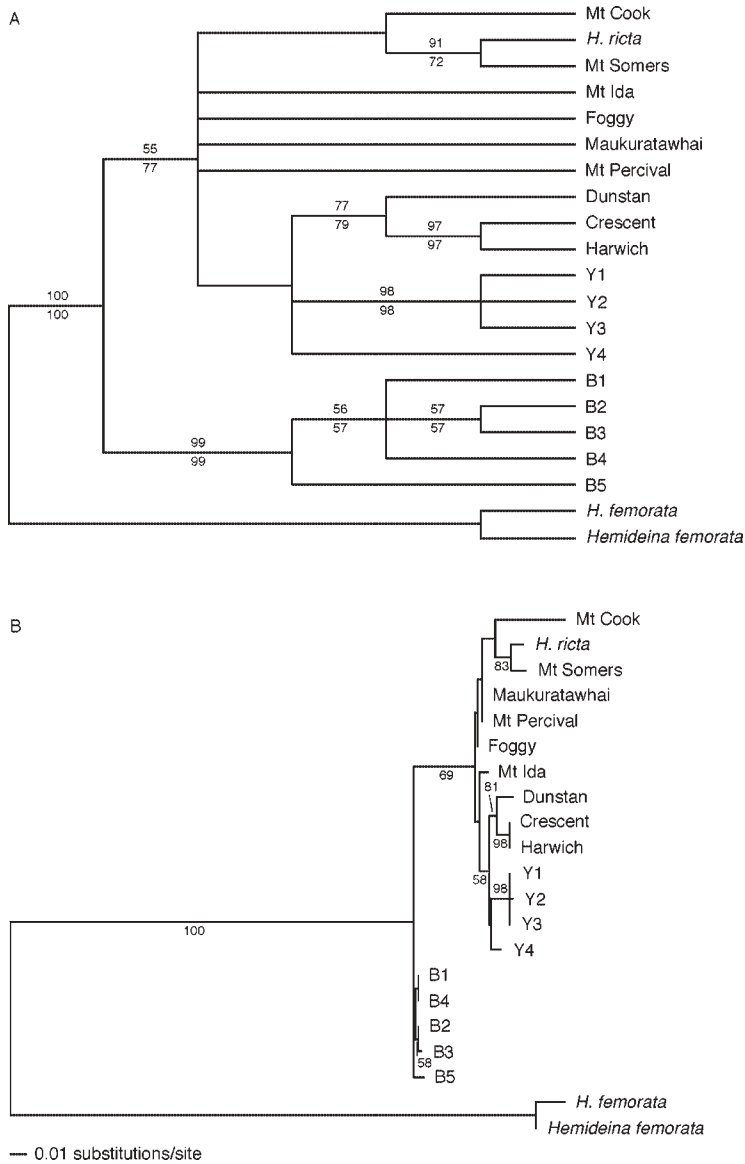 A
Mt Cook
91
H. ricta
72
Mt Somers
Mt Ida
Foggy
Maukuratawhai
55
77
Mt Percival
Dunstan
77
79
Crescent
97
97
Harwich
Y1
98
98
Y2
Y3
100
100
Y4
B1
56
57
B2
57
57
B3
99
99
B4
B5
H. femorata
Hemideina femorata
B
Mt Cook
H. ricta
83
Mt Somers
Maukuratawhai
Mt Percival
Foggy
69
Mt Ida
81
Dunstan
Crescent
98
Harwich
Y1
58
98
Y2
Y3
100
Y4
B1
B4
B2
B3
58
B5
H. femorata
Hemideina femorata
0.01 substitutions/site